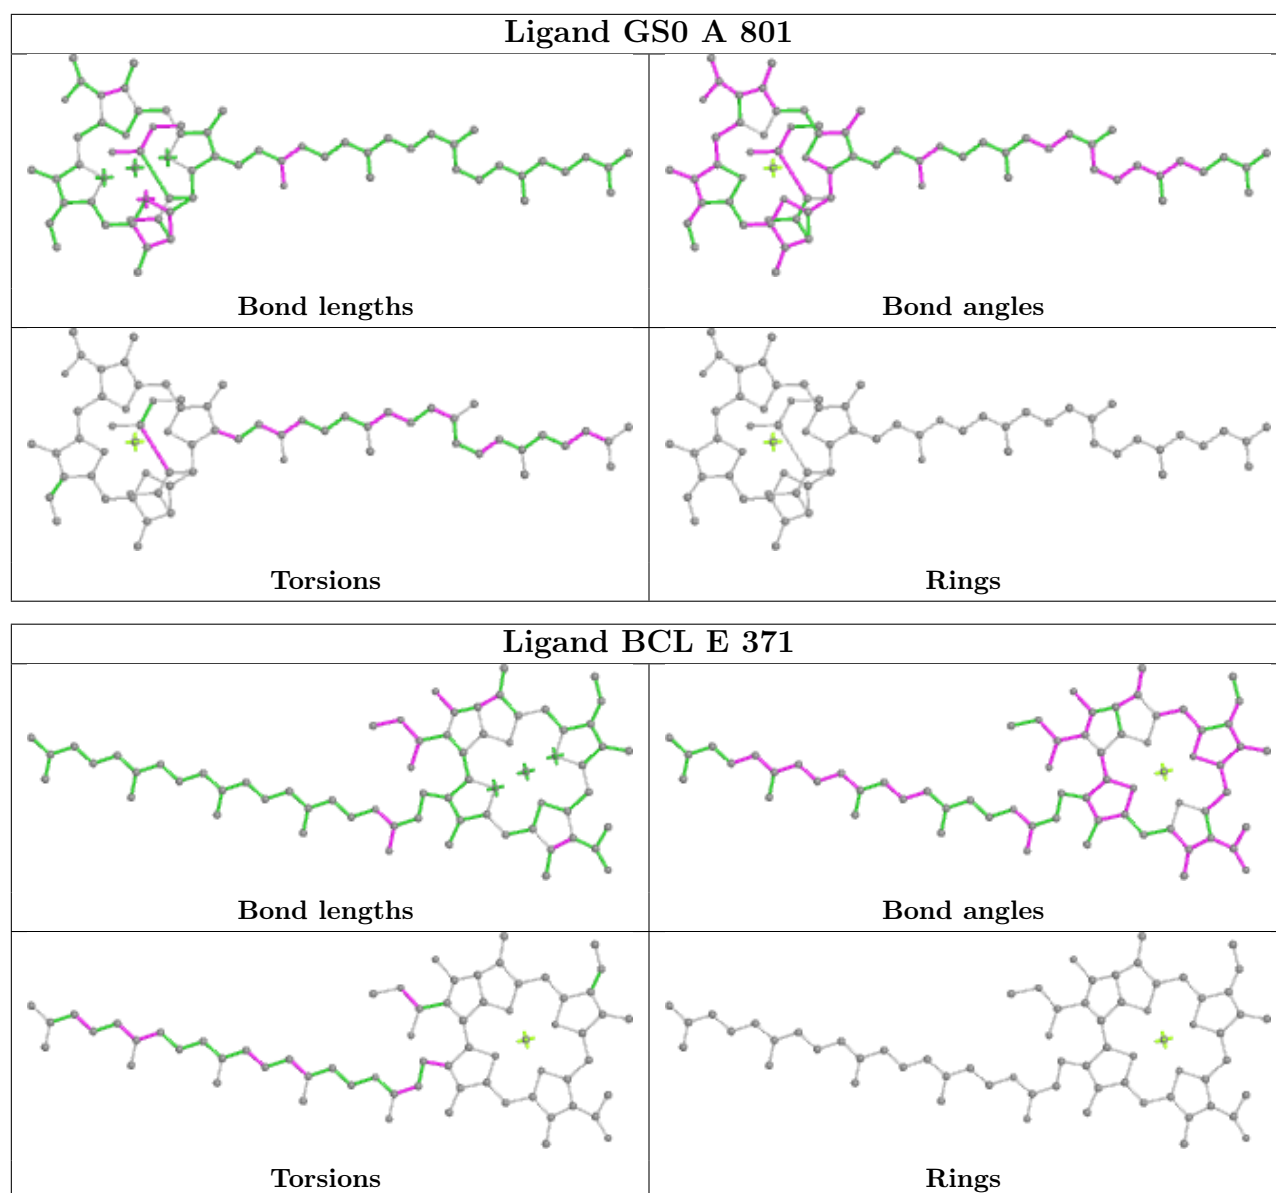 Ligand GS0 A 801
Bond lengths
Bond angles
Torsions
Rings
Ligand BCL E 371
Bond lengths
Bond angles
Torsions
Rings